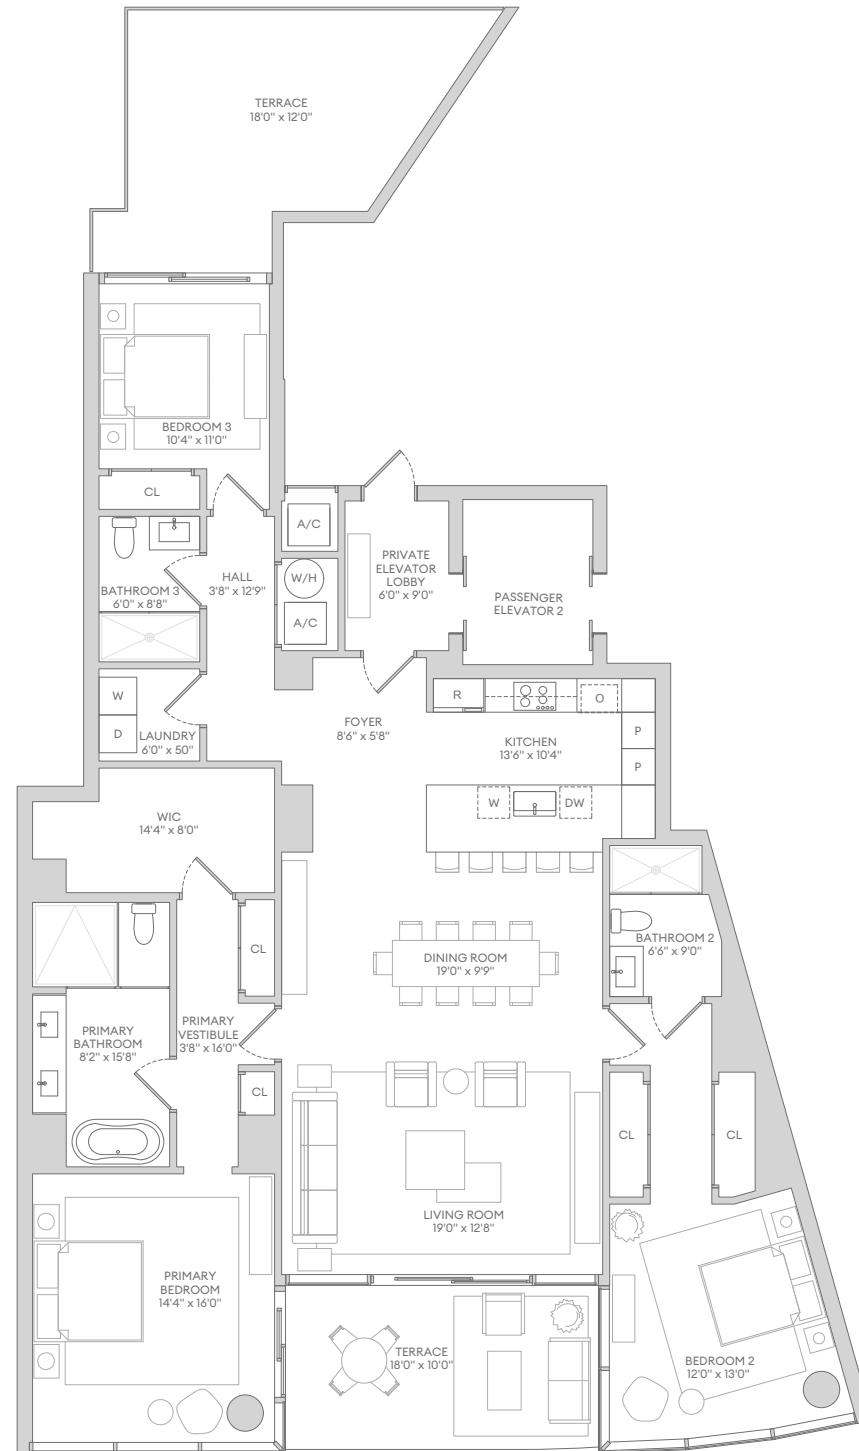 TERRACE
18'0" x 12'0"
BEDROOM 3
10'4" x 11'0"
CL
A/C
W/H
A/C
HALL
3'8" x 12'9"
BATHROOM 3
6'0" x 8'8"
PRIVATE
ELEVATOR
LOBBY
6'0" x 9'0"
PASSENGER
ELEVATOR 2
W
D
LAUNDRY
6'0" x 50"
FOYER
8'6" x 5'8"
R
O
KITCHEN
13'6" x 10'4"
P
P
W
DW
WIC
14'4" x 8'0"
CL
DINING ROOM
19'0" x 9'9"
BATHROOM 2
6'6" x 9'0"
PRIMARY
BATHROOM
8'2" x 15'8"
PRIMARY
VESTIBULE
3'8" x 16'0"
CL
CL
CL
LIVING ROOM
19'0" x 12'8"
PRIMARY
BEDROOM
14'4" x 16'0"
TERRACE
18'0" x 10'0"
BEDROOM 2
12'0" x 13'0"